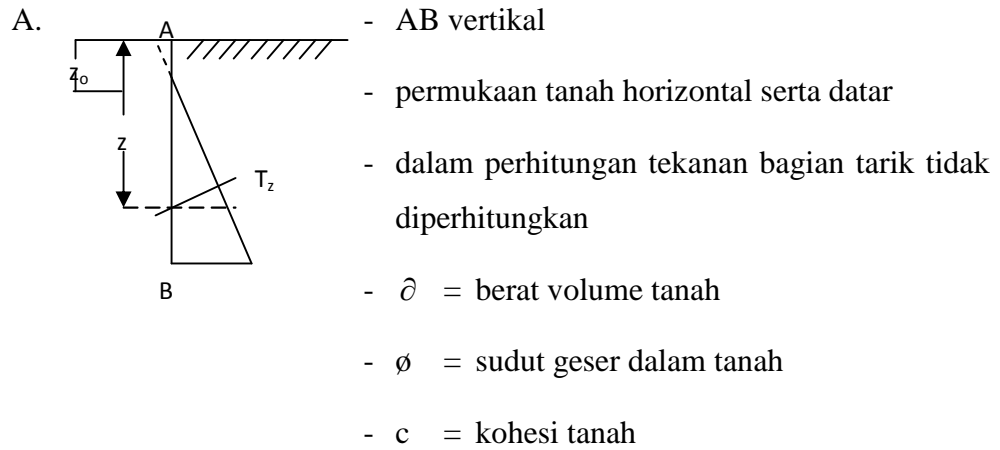 A.
A
z₀
z
T_z
B
- AB vertikal
- permukaan tanah horizontal serta datar
- dalam perhitungan tekanan bagian tarik tidak
diperhitungkan
- ∂ = berat volume tanah
- ø = sudut geser dalam tanah
- c = kohesi tanah